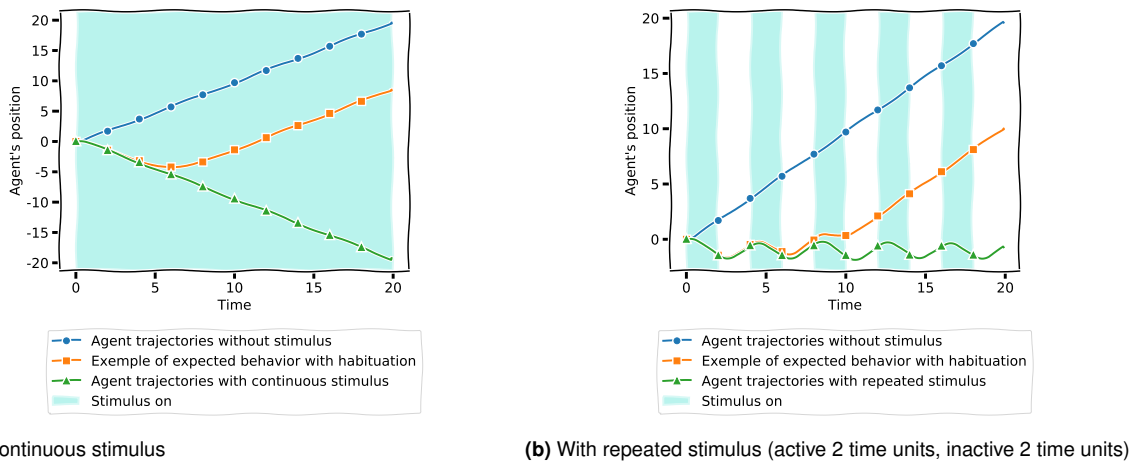 20
15
10
5
0
-5
-10
-15
-20
Agent's position
0
5
10
15
20
Time
Agent trajectories without stimulus
Exemple of expected behavior with habituation
Agent trajectories with continuous stimulus
Stimulus on
ontinuous stimulus
20
15
10
5
0
Agent's position
0
5
10
15
20
Time
Agent trajectories without stimulus
Exemple of expected behavior with habituation
Agent trajectories with repeated stimulus
Stimulus on
(b) With repeated stimulus (active 2 time units, inactive 2 time units)